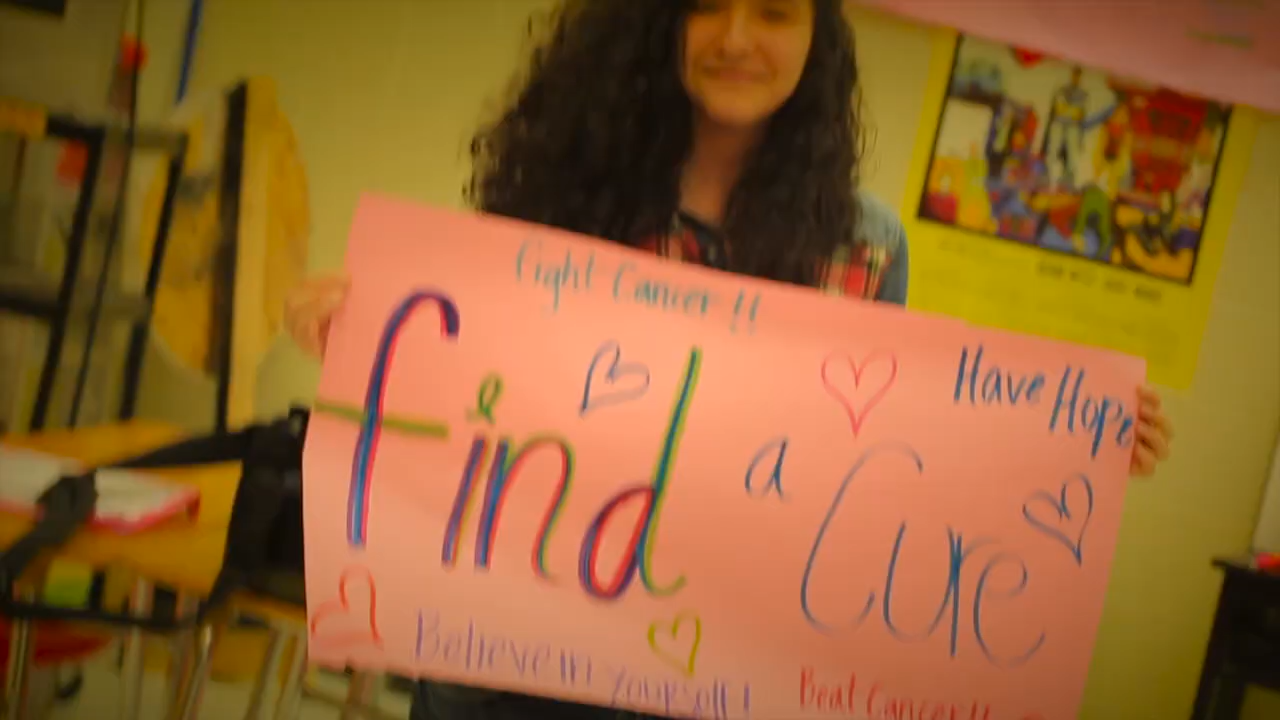 Fight Cancer!!
Have Hope
find a Cure
Believe in yourself!
Beat Cancer!!